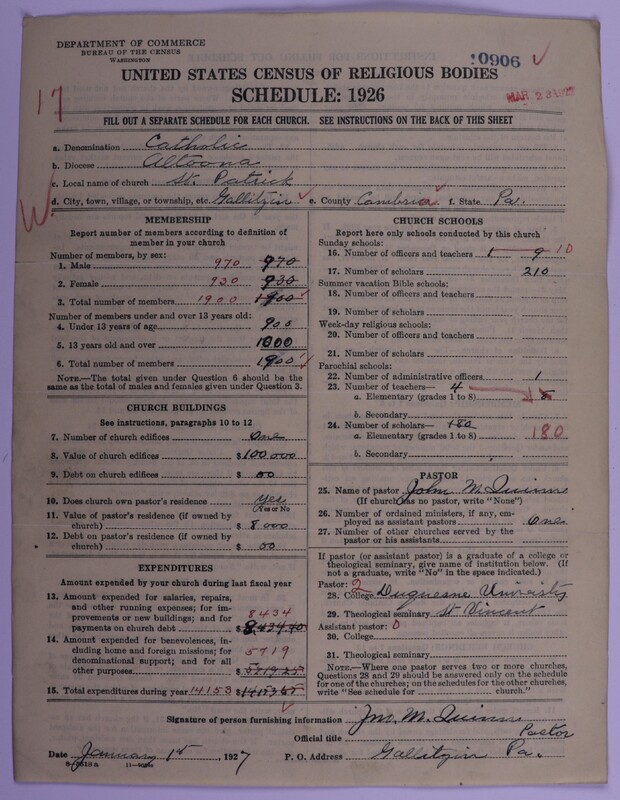 DEPARTMENT OF COMMERCE
BUREAU OF THE CENSUS
WASHINGTON
10906
MAR 22 1927
17
UNITED STATES CENSUS OF RELIGIOUS BODIES
SCHEDULE: 1926
FILL OUT A SEPARATE SCHEDULE FOR EACH CHURCH. SEE INSTRUCTIONS ON THE BACK OF THIS SHEET
a. Denomination Catholic
b. Diocese Altoona
c. Local name of church St. Patrick
d. City, town, village, or township, etc. Gallitzin e. County Cambria f. State Pa.
W
MEMBERSHIP
Report number of members according to definition of
member in your church
Number of members, by sex:
1. Male 970 970
2. Female 930 930
3. Total number of members 1900 1900
Number of members under and over 13 years old:
4. Under 13 years of age 900
5. 13 years old and over 1000
6. Total number of members 1900
NOTE.—The total given under Question 6 should be the
same as the total of males and females given under Question 3.
CHURCH BUILDINGS
See instructions, paragraphs 10 to 12
7. Number of church edifices One
8. Value of church edifices $100 000
9. Debt on church edifices $ 00
10. Does church own pastor's residence Yes
Yes or No
11. Value of pastor's residence (if owned by
church) $ 8 000
12. Debt on pastor's residence (if owned by
church) $ 00
EXPENDITURES
Amount expended by your church during last fiscal year
13. Amount expended for salaries, repairs,
and other running expenses; for im-
provements or new buildings; and for 8434
payments on church debt $ 8,434.40
14. Amount expended for benevolences, in-
cluding home and foreign missions; for 5719
denominational support; and for all
other purposes $ 5719 25
15. Total expenditures during year 14153 $14153 65
CHURCH SCHOOLS
Report here only schools conducted by this church
Sunday schools:
16. Number of officers and teachers 1 9 10
17. Number of scholars 210
Summer vacation Bible schools:
18. Number of officers and teachers
19. Number of scholars
Week-day religious schools:
20. Number of officers and teachers
21. Number of scholars
Parochial schools:
22. Number of administrative officers 1
23. Number of teachers— 4
a. Elementary (grades 1 to 8)
b. Secondary
24. Number of scholars— 180
a. Elementary (grades 1 to 8) 180
b. Secondary
PASTOR
25. Name of pastor John M. Quinn
(If church has no pastor, write "None")
26. Number of ordained ministers, if any, em-
ployed as assistant pastors One
27. Number of other churches served by the
pastor or his assistants
If pastor (or assistant pastor) is a graduate of a college or
theological seminary, give name of institution below. (If
not a graduate, write "No" in the space indicated.)
Pastor: 2
28. College Duquesne University
29. Theological seminary St Vincent
Assistant pastor: 0
30. College
31. Theological seminary
NOTE.—Where one pastor serves two or more churches,
Questions 28 and 29 should be answered only on the schedule
for one of the churches; on the schedules for the other churches,
write "See schedule for church."
Signature of person furnishing information Jno. M. Quinn
Official title Pastor
Date January 1st, 1927 P. O. Address Gallitzin Pa.